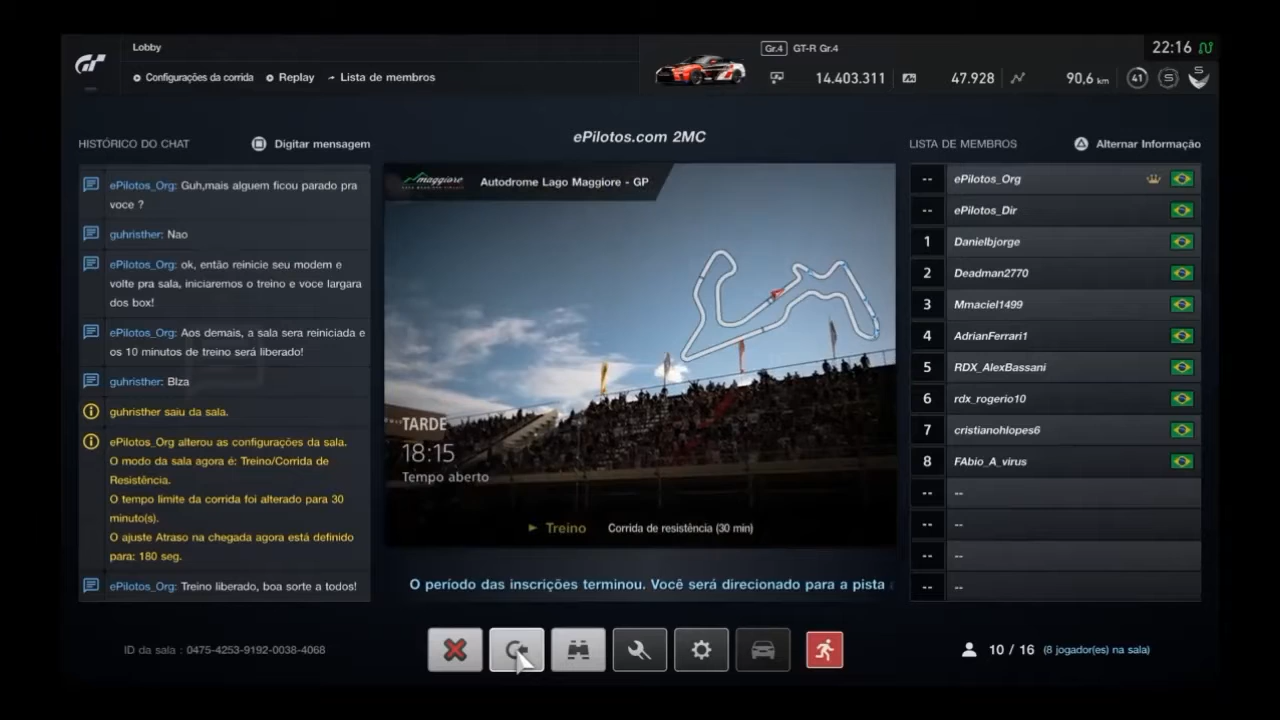 Lobby
Configurações da corrida Replay Lista de membros
Gr.4 GT-R Gr.4
22:16
14.403.311 47.928 90,6 km 41 S S
HISTÓRICO DO CHAT Digitar mensagem
ePilotos_Org: Guh,mais alguem ficou parado pra
voce ?
guhristher: Nao
ePilotos_Org: ok, então reinicie seu modem e
volte pra sala, iniciaremos o treino e voce largara
dos box!
ePilotos_Org: Aos demais, a sala sera reiniciada e
os 10 minutos de treino será liberado!
guhristher: Blza
guhristher saiu da sala.
ePilotos_Org alterou as configurações da sala.
O modo da sala agora é: Treino/Corrida de
Resistência.
O tempo limite da corrida foi alterado para 30
minuto(s).
O ajuste Atraso na chegada agora está definido
para: 180 seg.
ePilotos_Org: Treino liberado, boa sorte a todos!
ID da sala : 0475-4253-9192-0038-4068
ePilotos.com 2MC
maggiore
Autodrome Lago Maggiore - GP
TARDE
18:15
Tempo aberto
Treino Corrida de resistência (30 min)
O período das inscrições terminou. Você será direcionado para a pista
LISTA DE MEMBROS Alternar Informação
-- ePilotos_Org
-- ePilotos_Dir
1 Danielbjorge
2 Deadman2770
3 Mmaciel1499
4 AdrianFerrari1
5 RDX_AlexBassani
6 rdx_rogerio10
7 cristianohlopes6
8 FAbio_A_virus
-- --
-- --
-- --
-- --
10 / 16 (8 jogador(es) na sala)